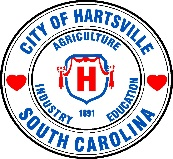 CITY OF HARTSVILLE
AGRICULTURE
H
INDUSTRY
EDUCATION
1891
SOUTH CAROLINA